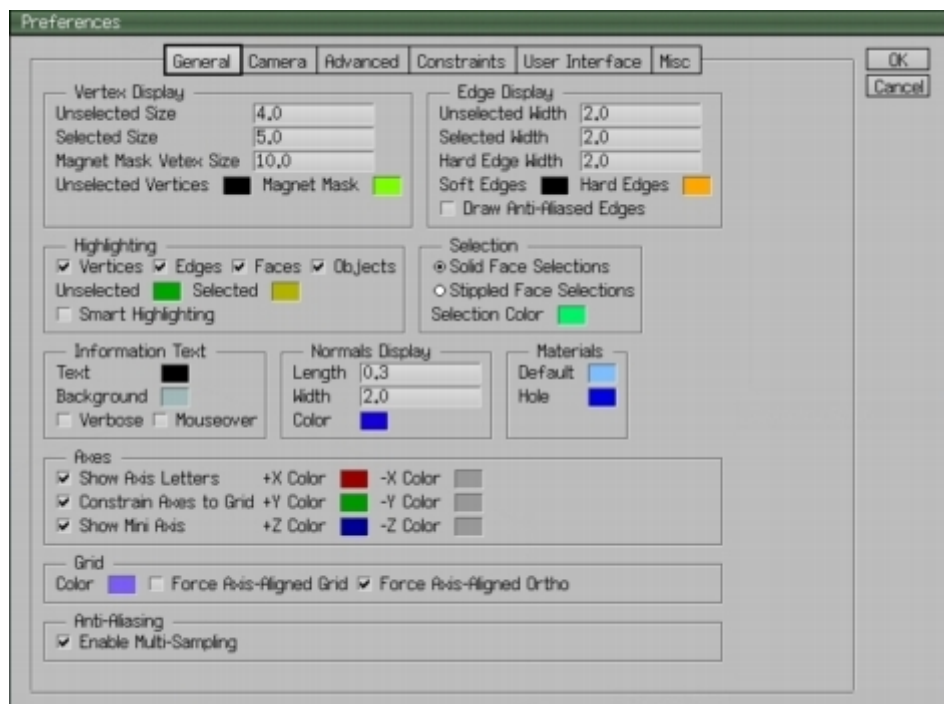 Preferences
General Camera Advanced Constraints User Interface Misc
OK
Cancel
Vertex Display
Unselected Size 4.0
Selected Size 5.0
Magnet Mask Vetex Size 10.0
Unselected Vertices Magnet Mask
Edge Display
Unselected Width 2.0
Selected Width 2.0
Hard Edge Width 2.0
Soft Edges Hard Edges
Draw Anti-Aliased Edges
Highlighting
Vertices Edges Faces Objects
Unselected Selected
Smart Highlighting
Selection
Solid Face Selections
Stippled Face Selections
Selection Color
Information Text
Text
Background
Verbose Mouseover
Normals Display
Length 0.3
Width 2.0
Color
Materials
Default
Hole
Axes
Show Axis Letters +X Color -X Color
Constrain Axes to Grid +Y Color -Y Color
Show Mini Axis +Z Color -Z Color
Grid
Color Force Axis-Aligned Grid Force Axis-Aligned Ortho
Anti-Aliasing
Enable Multi-Sampling